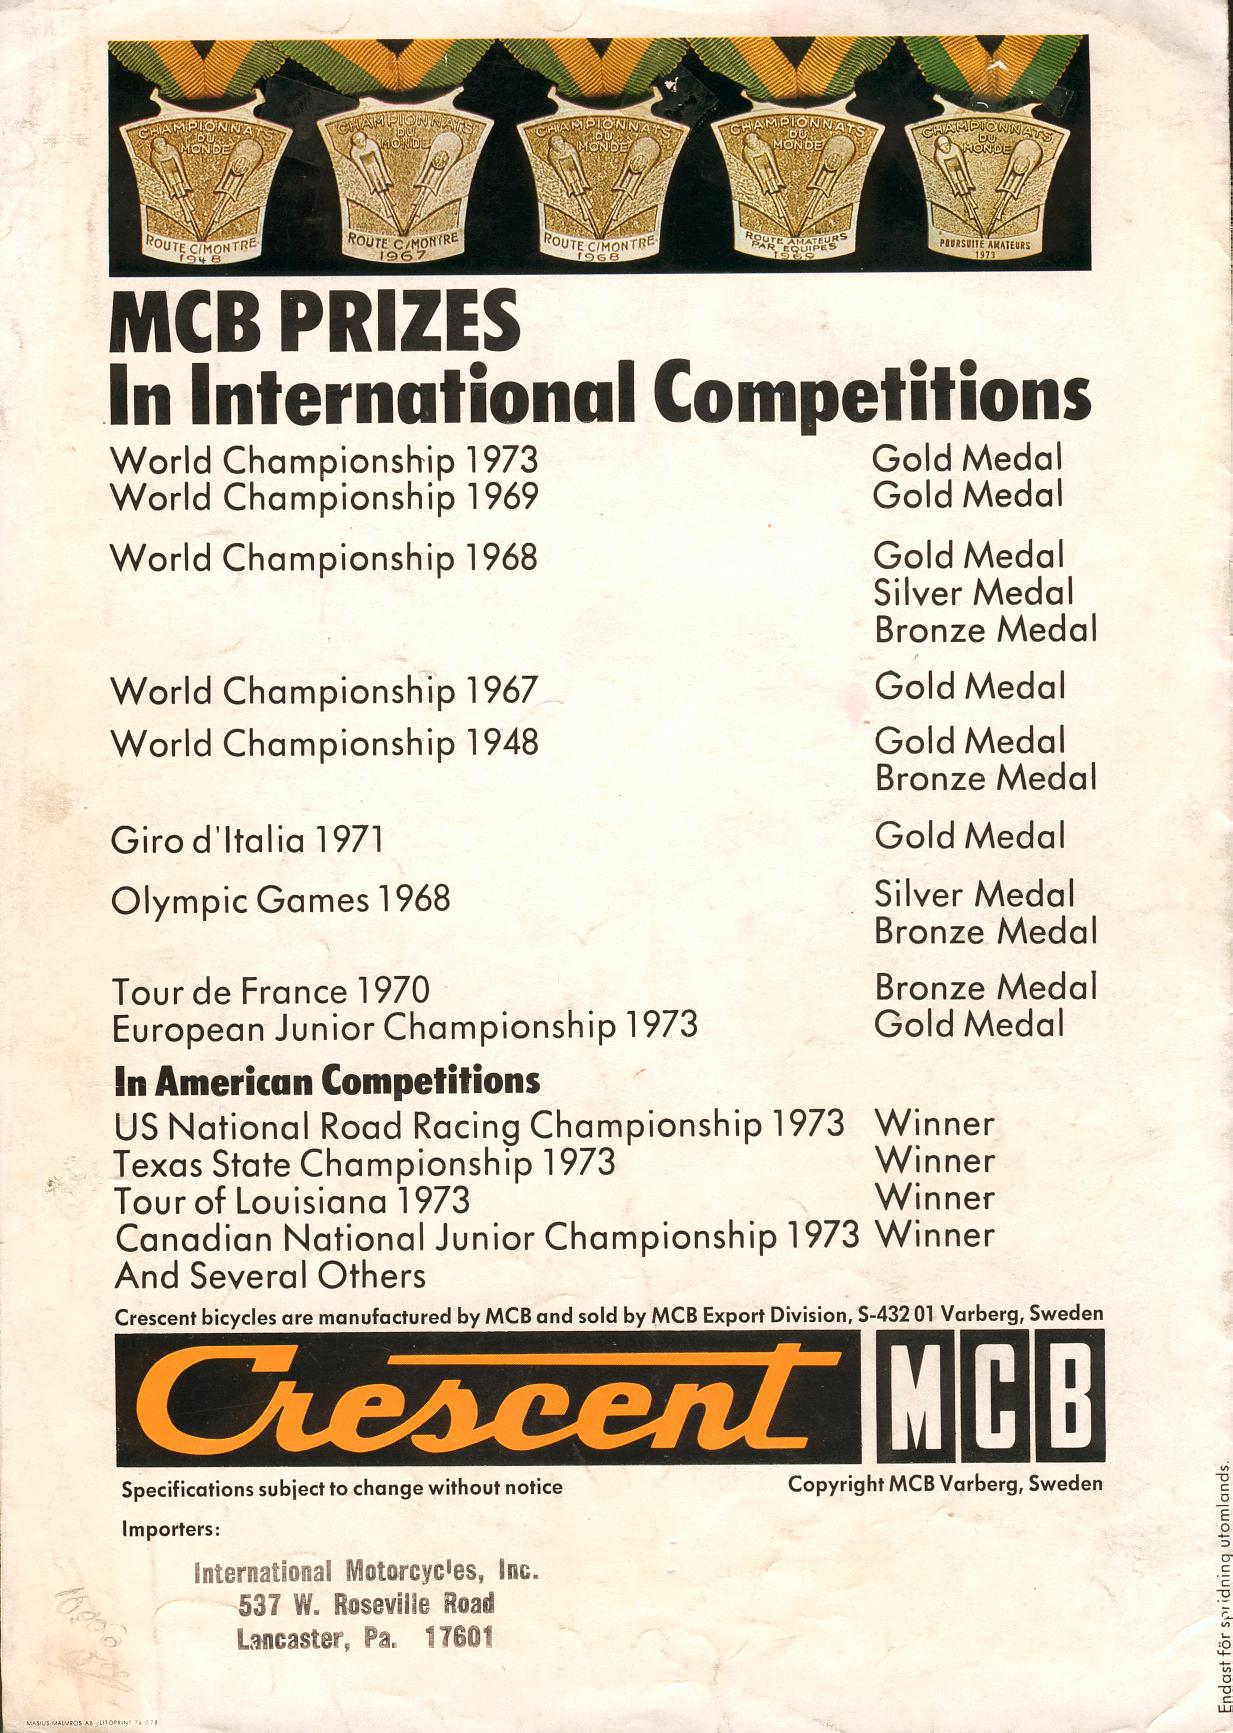 CHAMPIONNATS DU MONDE
ROUTE C/MONTRE
1948
CHAMPIONNATS DU MONDE
ROUTE C/MONTRE
1967
CHAMPIONNATS DU MONDE
ROUTE C/MONTRE
1968
CHAMPIONNATS DU MONDE
ROUTE AMATEURS
PAR EQUIPES
1969
CHAMPIONNATS DU MONDE
POURSUITE AMATEURS
1973
MCB PRIZES
In International Competitions
World Championship 1973 Gold Medal
World Championship 1969 Gold Medal
World Championship 1968 Gold Medal
Silver Medal
Bronze Medal
World Championship 1967 Gold Medal
World Championship 1948 Gold Medal
Bronze Medal
Giro d'Italia 1971 Gold Medal
Olympic Games 1968 Silver Medal
Bronze Medal
Tour de France 1970 Bronze Medal
European Junior Championship 1973 Gold Medal
In American Competitions
US National Road Racing Championship 1973 Winner
Texas State Championship 1973 Winner
Tour of Louisiana 1973 Winner
Canadian National Junior Championship 1973 Winner
And Several Others
Crescent bicycles are manufactured by MCB and sold by MCB Export Division, S-432 01 Varberg, Sweden
Crescent MCB
Specifications subject to change without notice Copyright MCB Varberg, Sweden
Importers:
International Motorcycles, Inc.
537 W. Roseville Road
Lancaster, Pa. 17601
MASIUS-MALMROS AB LITOPRINT 74 078
Endast för spridning utomlands.